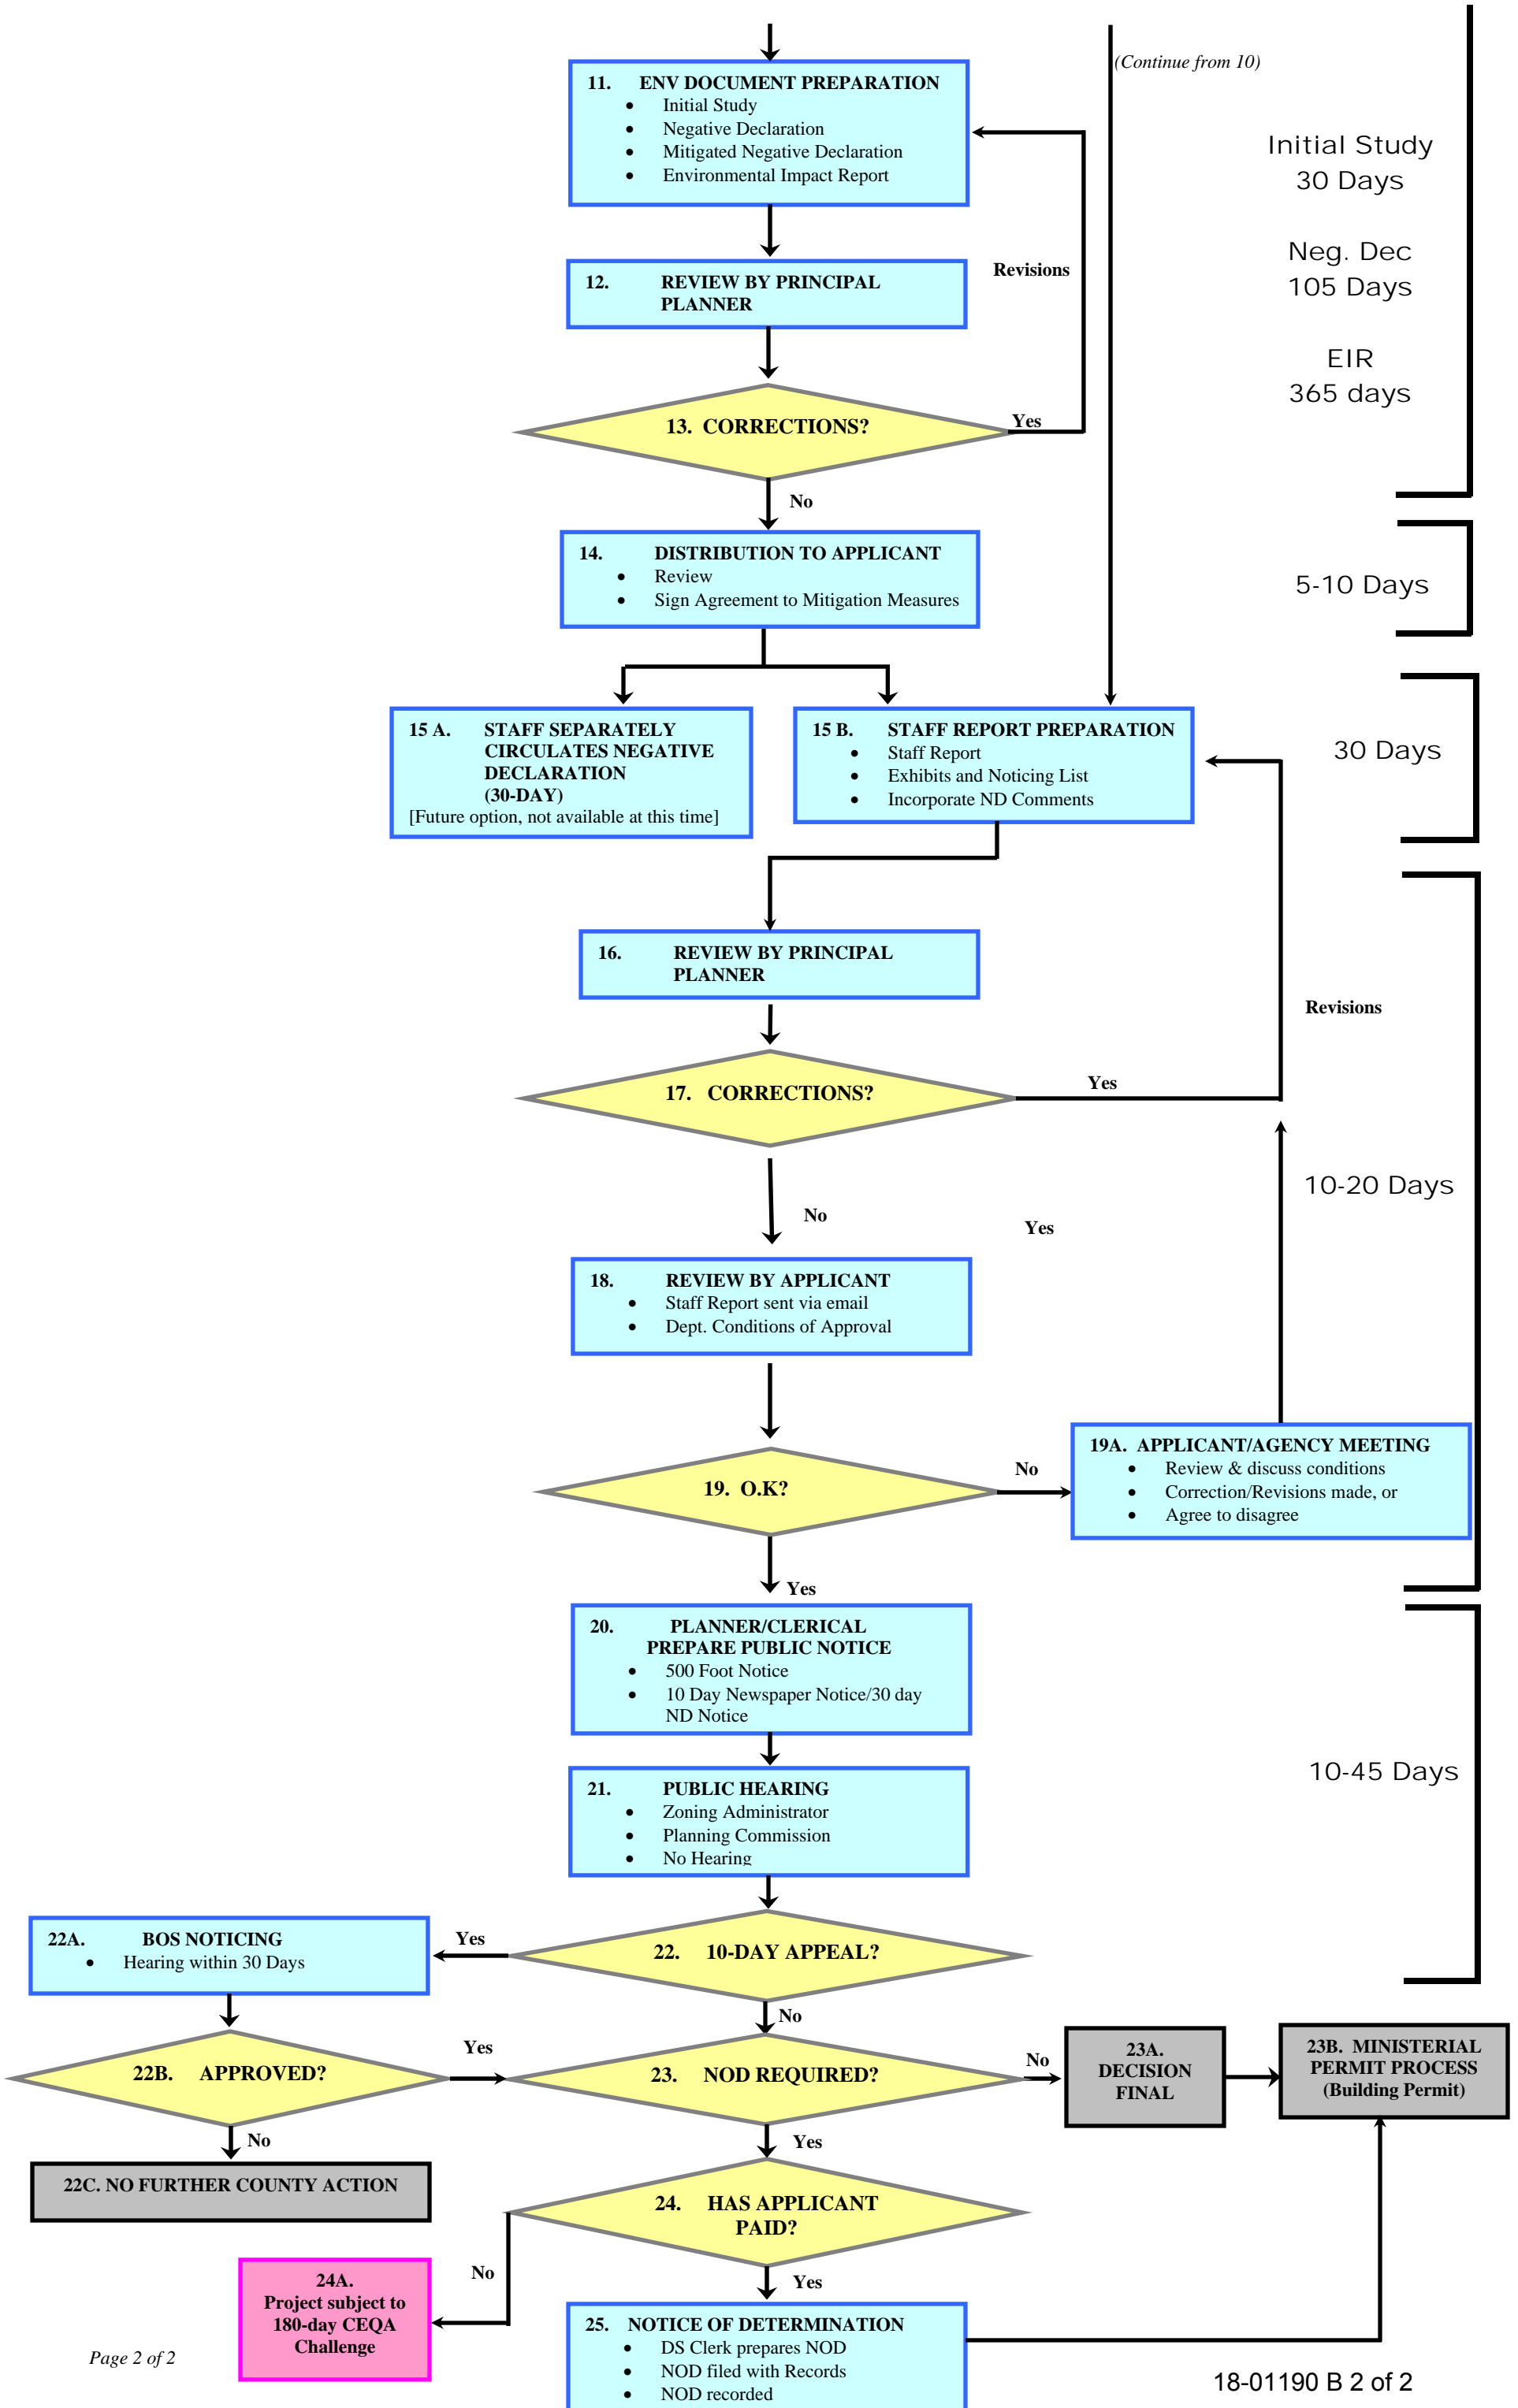 (Continue from 10)
11. ENV DOCUMENT PREPARATION
• Initial Study
• Negative Declaration
• Mitigated Negative Declaration
• Environmental Impact Report
Initial Study
30 Days
Neg. Dec
105 Days
EIR
365 days
Revisions
12. REVIEW BY PRINCIPAL
PLANNER
13. CORRECTIONS?
Yes
No
14. DISTRIBUTION TO APPLICANT
• Review
• Sign Agreement to Mitigation Measures
5-10 Days
15 A. STAFF SEPARATELY
CIRCULATES NEGATIVE
DECLARATION
(30-DAY)
[Future option, not available at this time]
15 B. STAFF REPORT PREPARATION
• Staff Report
• Exhibits and Noticing List
• Incorporate ND Comments
30 Days
16. REVIEW BY PRINCIPAL
PLANNER
Revisions
17. CORRECTIONS?
Yes
10-20 Days
No
Yes
18. REVIEW BY APPLICANT
• Staff Report sent via email
• Dept. Conditions of Approval
19. O.K?
No
19A. APPLICANT/AGENCY MEETING
• Review & discuss conditions
• Correction/Revisions made, or
• Agree to disagree
Yes
20. PLANNER/CLERICAL
PREPARE PUBLIC NOTICE
• 500 Foot Notice
• 10 Day Newspaper Notice/30 day
ND Notice
10-45 Days
21. PUBLIC HEARING
• Zoning Administrator
• Planning Commission
• No Hearing
22. 10-DAY APPEAL?
Yes
22A. BOS NOTICING
• Hearing within 30 Days
No
22B. APPROVED?
Yes
23. NOD REQUIRED?
No
23A.
DECISION
FINAL
23B. MINISTERIAL
PERMIT PROCESS
(Building Permit)
No
22C. NO FURTHER COUNTY ACTION
Yes
24. HAS APPLICANT
PAID?
No
24A.
Project subject to
180-day CEQA
Challenge
Yes
25. NOTICE OF DETERMINATION
• DS Clerk prepares NOD
• NOD filed with Records
• NOD recorded
Page 2 of 2
18-01190 B 2 of 2